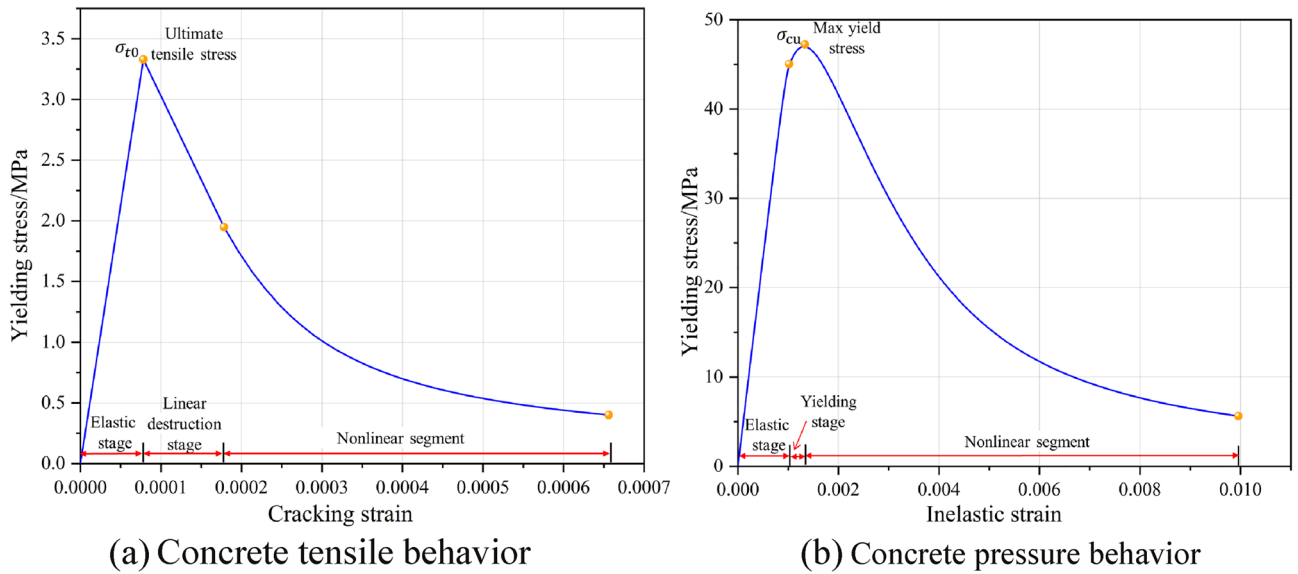 3.5
3.0
2.5
2.0
1.5
1.0
0.5
0.0
Yielding stress/MPa
σt0
Ultimate
tensile stress
Elastic
stage
Linear
destruction
stage
Nonlinear segment
0.0000 0.0001 0.0002 0.0003 0.0004 0.0005 0.0006 0.0007
Cracking strain
(a) Concrete tensile behavior
50
40
30
20
10
0
Yielding stress/MPa
σcu
Max yield
stress
Elastic
stage
Yielding
stage
Nonlinear segment
0.000 0.002 0.004 0.006 0.008 0.010
Inelastic strain
(b) Concrete pressure behavior